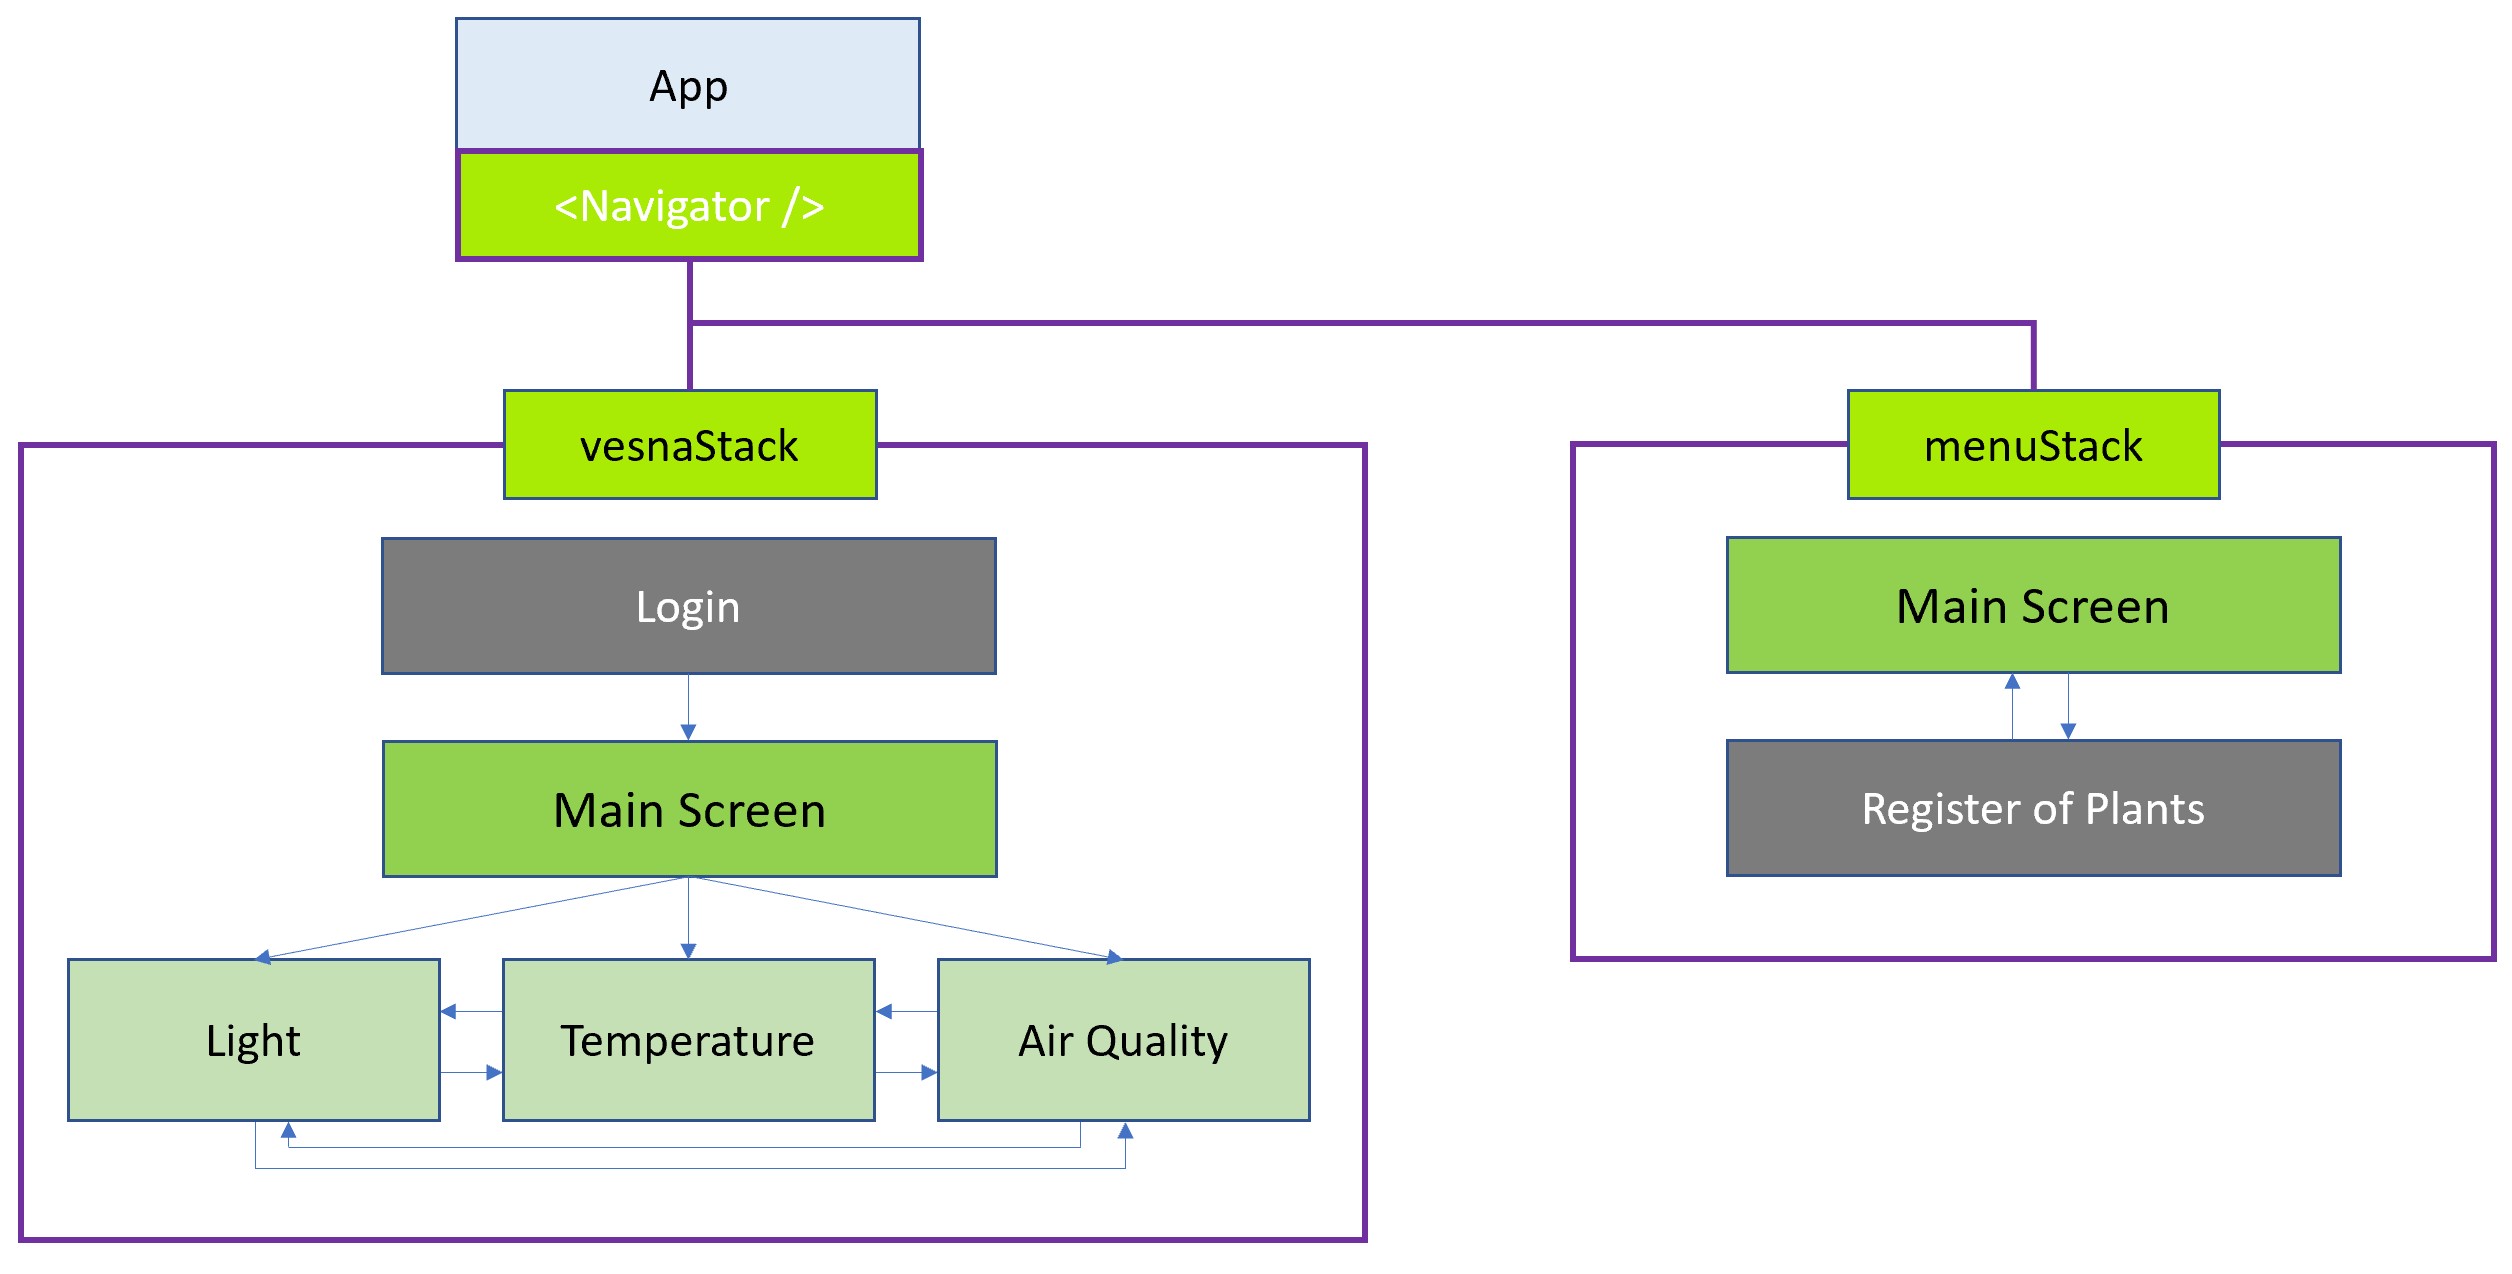 App
<Navigator />
vesnaStack
menuStack
Login
Main Screen
Main Screen
Register of Plants
Light
Temperature
Air Quality